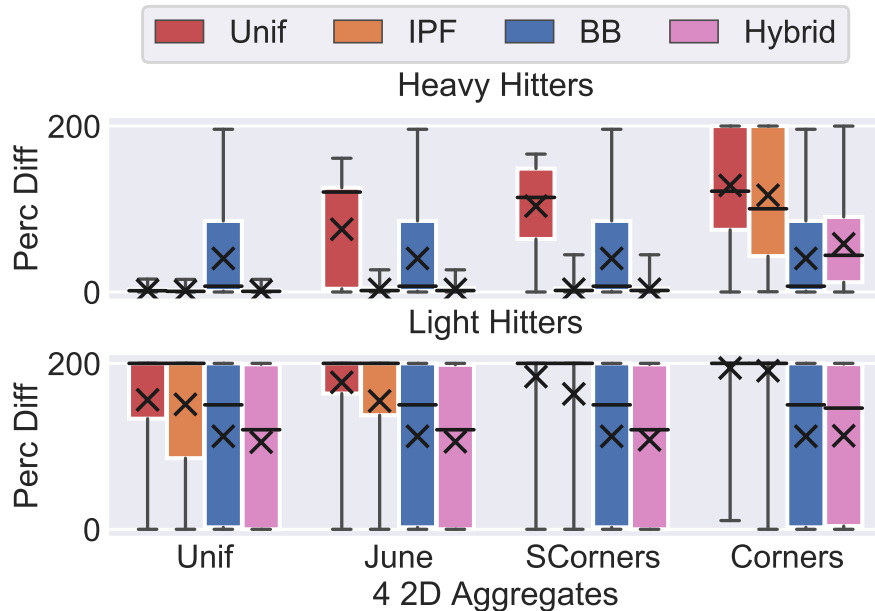 Unif IPF BB Hybrid
Heavy Hitters
200
Perc Diff
0
Light Hitters
200
Perc Diff
0
Unif June SCorners Corners
4 2D Aggregates